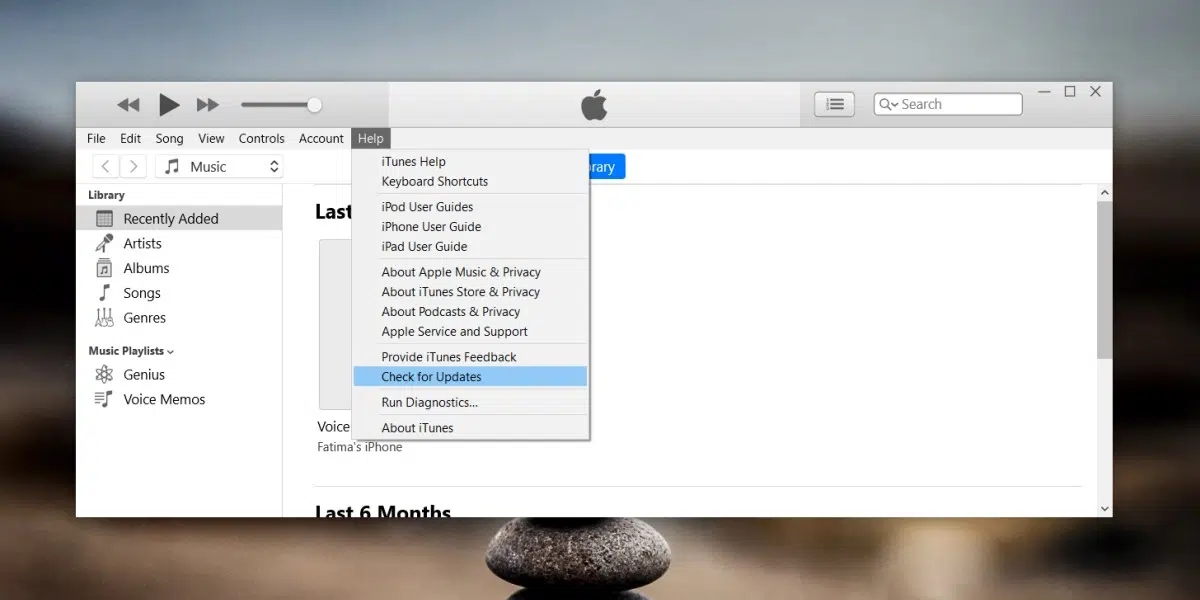 Search
File Edit Song View Controls Account Help
Music
Library
Recently Added
Artists
Albums
Songs
Genres
Music Playlists
Genius
Voice Memos
iTunes Help
Keyboard Shortcuts
iPod User Guides
iPhone User Guide
iPad User Guide
About Apple Music & Privacy
About iTunes Store & Privacy
About Podcasts & Privacy
Apple Service and Support
Provide iTunes Feedback
Check for Updates
Run Diagnostics...
About iTunes
rary
Last
Voice
Fatima's iPhone
Last 6 Months